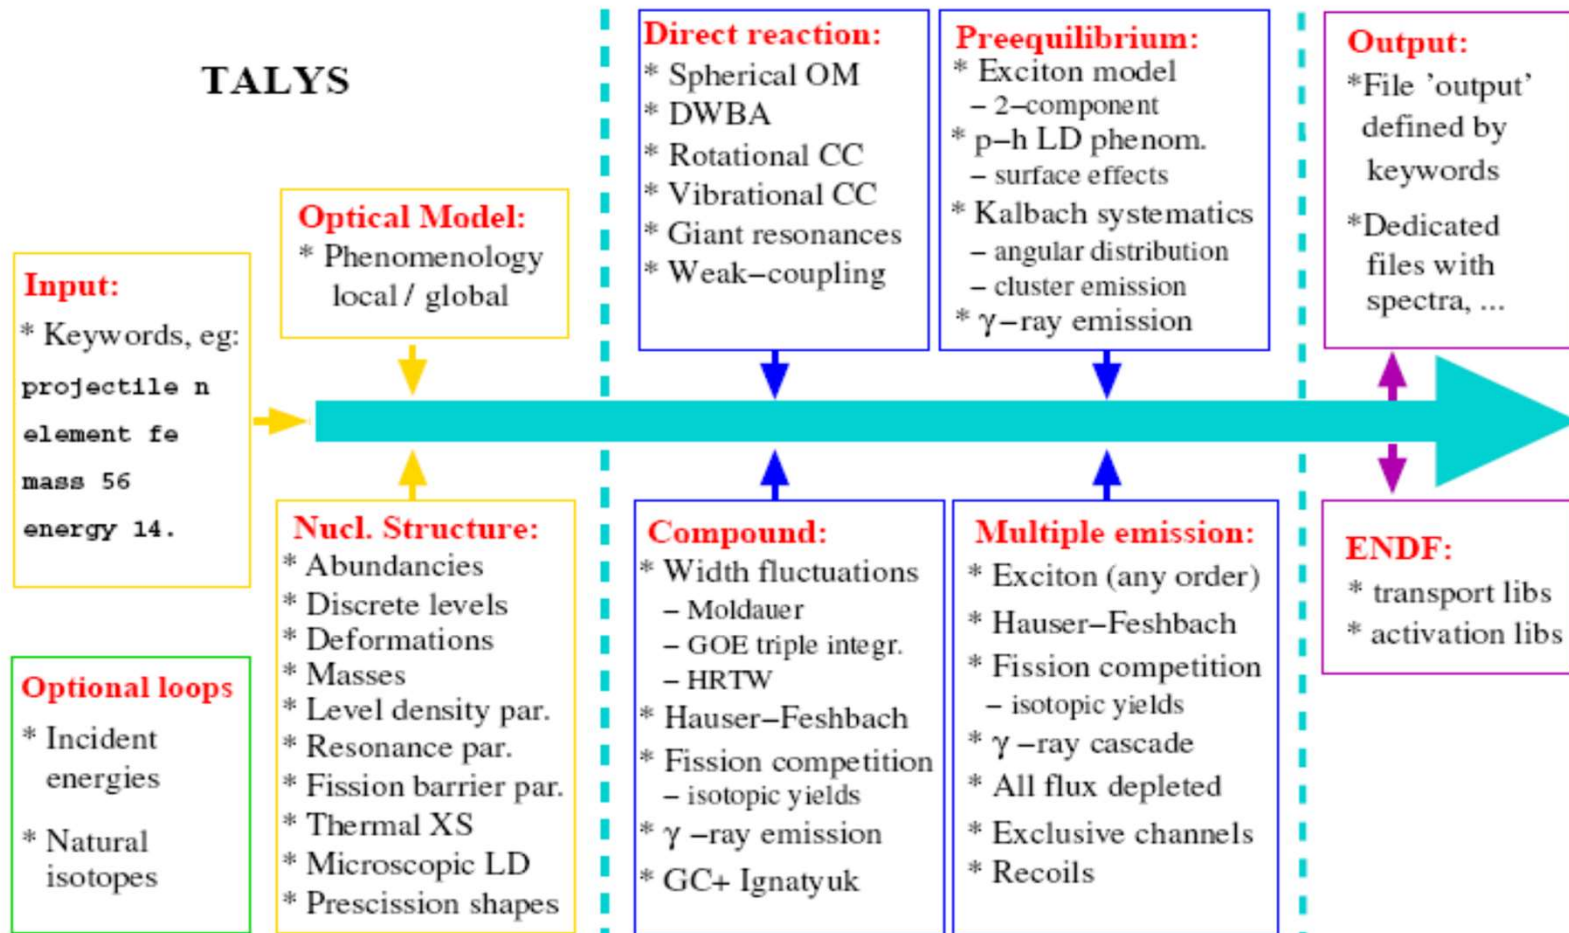 TALYS
Input:
* Keywords, eg:
projectile n
element fe
mass 56
energy 14.
Optional loops
* Incident
energies
* Natural
isotopes
Optical Model:
* Phenomenology
local / global
Nucl. Structure:
* Abundancies
* Discrete levels
* Deformations
* Masses
* Level density par.
* Resonance par.
* Fission barrier par.
* Thermal XS
* Microscopic LD
* Prescission shapes
Direct reaction:
* Spherical OM
* DWBA
* Rotational CC
* Vibrational CC
* Giant resonances
* Weak−coupling
Preequilibrium:
* Exciton model
− 2−component
* p−h LD phenom.
− surface effects
* Kalbach systematics
− angular distribution
− cluster emission
* γ−ray emission
Compound:
* Width fluctuations
− Moldauer
− GOE triple integr.
− HRTW
* Hauser−Feshbach
* Fission competition
− isotopic yields
* γ −ray emission
* GC+ Ignatyuk
Multiple emission:
* Exciton (any order)
* Hauser−Feshbach
* Fission competition
− isotopic yields
* γ −ray cascade
* All flux depleted
* Exclusive channels
* Recoils
Output:
*File ’output’
defined by
keywords
*Dedicated
files with
spectra, ...
ENDF:
* transport libs
* activation libs